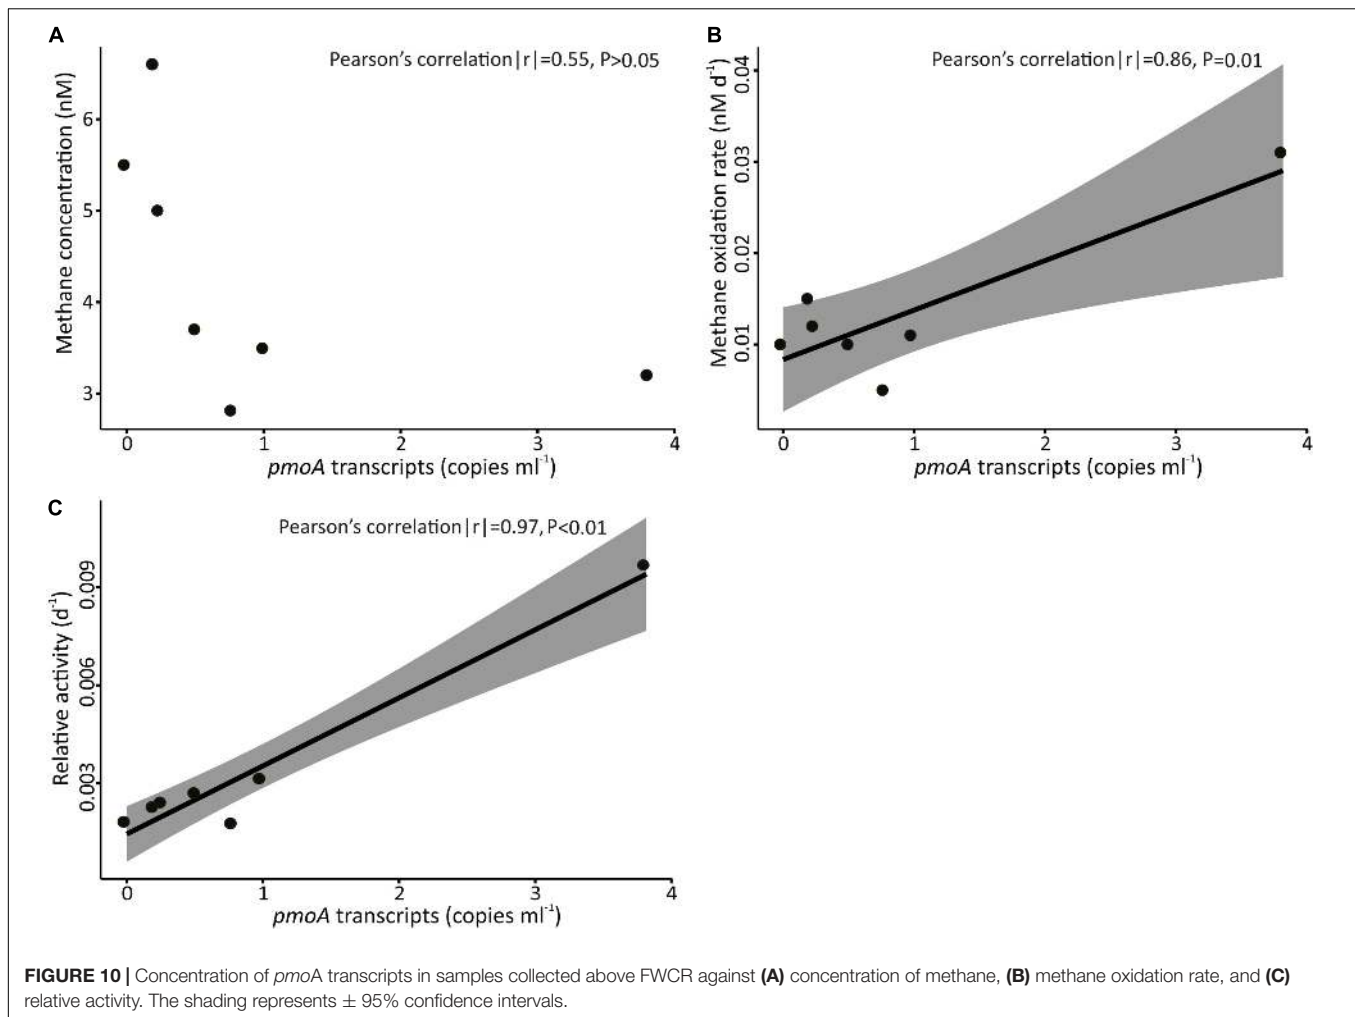 A
Pearson's correlation|r|=0.55, P>0.05
Methane concentration (nM)
6
5
4
3
0 1 2 3 4
pmoA transcripts (copies ml⁻¹)
B
Pearson's correlation|r|=0.86, P=0.01
Methane oxidation rate (nM d⁻¹)
0.04
0.03
0.02
0.01
0 1 2 3 4
pmoA transcripts (copies ml⁻¹)
C
Pearson's correlation|r|=0.97, P<0.01
Relative activity (d⁻¹)
0.009
0.006
0.003
0 1 2 3 4
pmoA transcripts (copies ml⁻¹)
FIGURE 10 | Concentration of pmoA transcripts in samples collected above FWCR against (A) concentration of methane, (B) methane oxidation rate, and (C)
relative activity. The shading represents ± 95% confidence intervals.